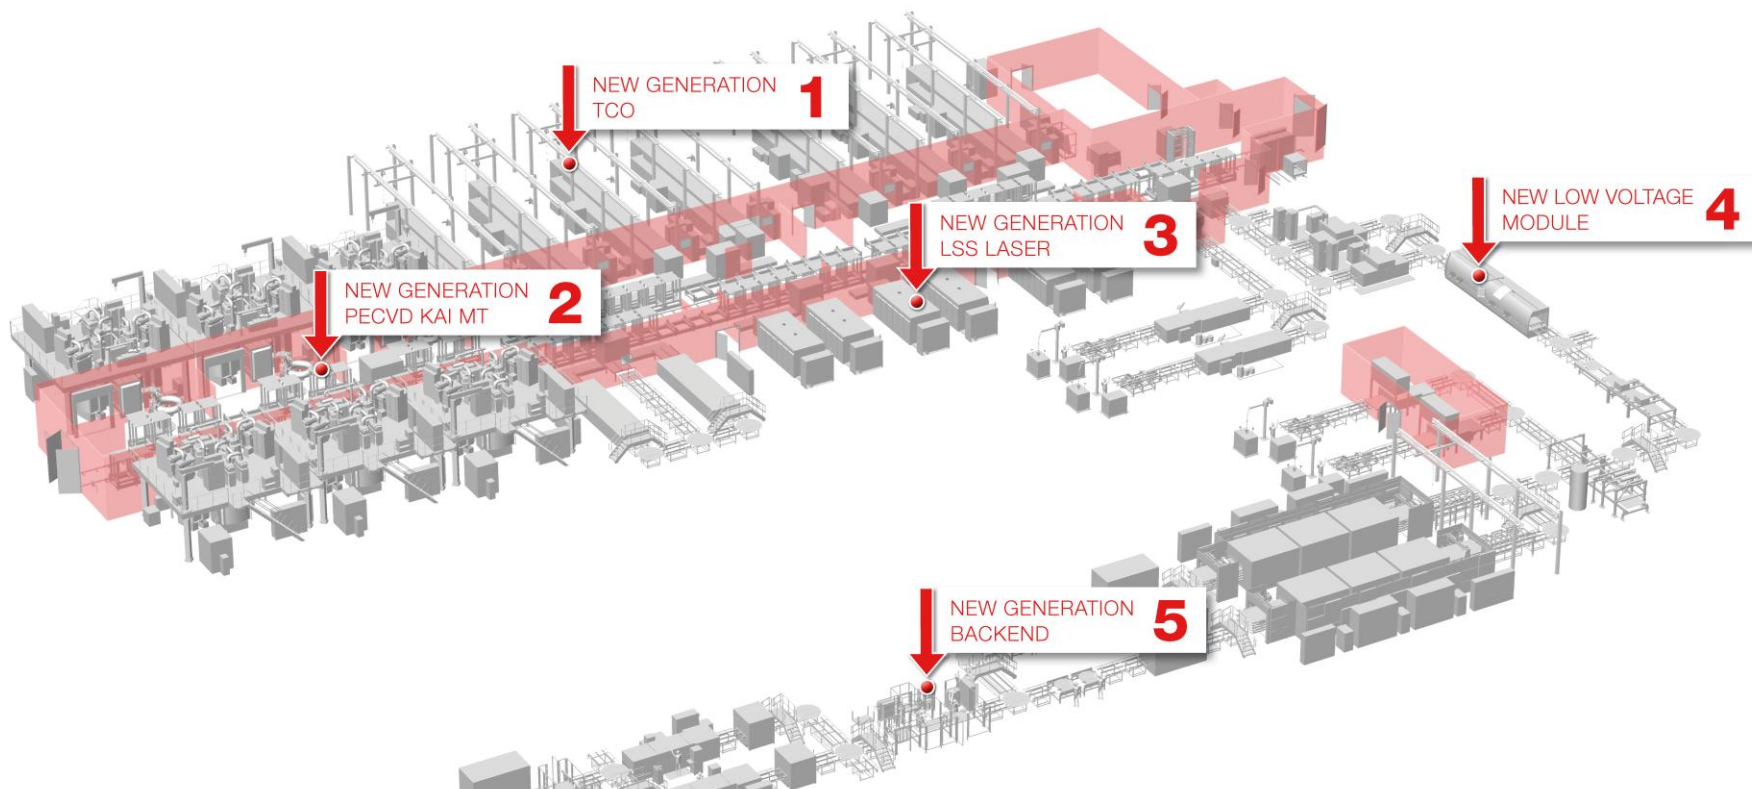 NEW GENERATION
TCO
1
NEW GENERATION
PECVD KAI MT
2
NEW GENERATION
LSS LASER
3
NEW LOW VOLTAGE
MODULE
4
NEW GENERATION
BACKEND
5